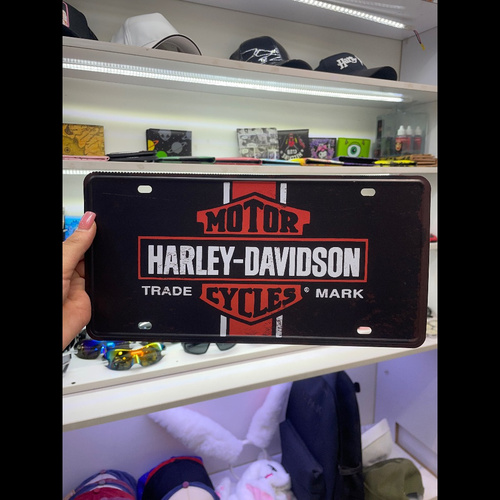 MOTOR
HARLEY-DAVIDSON
TRADE CYCLES © MARK